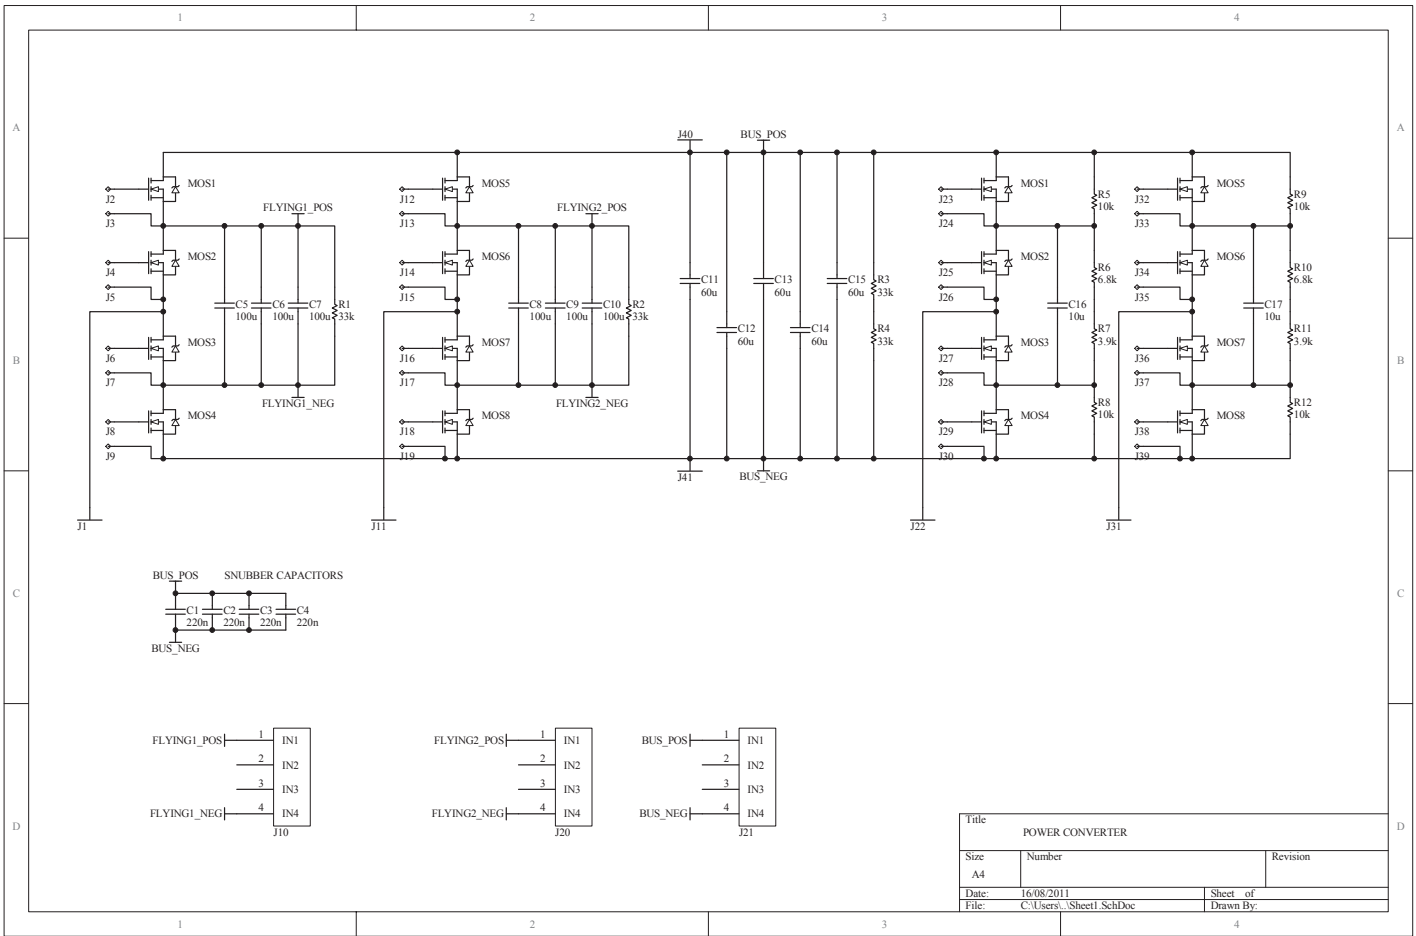 1 2 3 4
A A
J40 BUS_POS
MOS1 MOS5 MOS1 MOS5
J2 J12 J23 R5 J32 R9
10k 10k
FLYING1_POS FLYING2_POS
J3 J13 J24 J33
MOS2 MOS6 MOS2 MOS6
J4 J14 J25 R6 J34 R10
6.8k 6.8k
C11 C13 C15 R3
60u 60u 60u 33k
J5 J15 J26 J35
C5 C6 C7 R1 C8 C9 C10 R2 C16 C17
100u 100u 100u 33k 100u 100u 100u 33k 10u 10u
C12 C14 R4 R7 R11
60u 60u 33k 3.9k 3.9k
MOS3 MOS7 MOS3 MOS7
J6 J16 J27 J36
B B
J7 J17 J28 J37
FLYING1_NEG FLYING2_NEG R8 R12
10k 10k
MOS4 MOS8 MOS4 MOS8
J8 J18 J29 J38
J9 J19 J30 J39
J41 BUS_NEG
J1 J11 J22 J31
BUS_POS SNUBBER CAPACITORS
C C
C1 C2 C3 C4
220n 220n 220n 220n
BUS_NEG
FLYING1_POS 1 IN1 FLYING2_POS 1 IN1 BUS_POS 1 IN1
2 IN2 2 IN2 2 IN2
3 IN3 3 IN3 3 IN3
FLYING1_NEG 4 IN4 FLYING2_NEG 4 IN4 BUS_NEG 4 IN4
J10 J20 J21
D D
Title
POWER CONVERTER
Size Number Revision
A4
Date: 16/08/2011 Sheet of
File: C:\Users\..\Sheet1.SchDoc Drawn By:
1 2 3 4